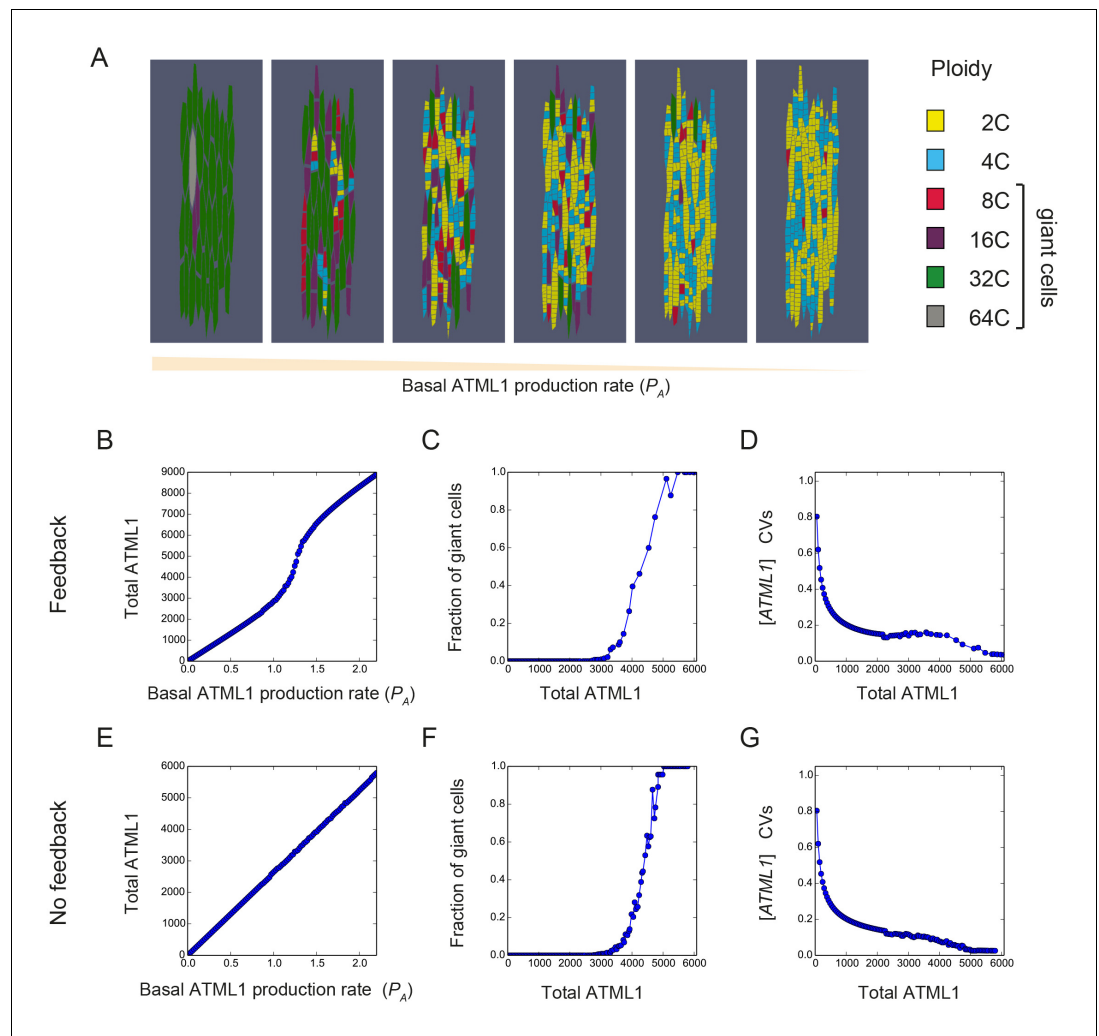 A
Ploidy
2C
4C
8C
16C
32C
64C
giant cells
Basal ATML1 production rate (P_A)
Feedback
B
9000
8000
7000
6000
5000
4000
3000
2000
1000
0
0.0 0.5 1.0 1.5 2.0
Total ATML1
Basal ATML1 production rate (P_A)
C
1.0
0.8
0.6
0.4
0.2
0.0
0 1000 2000 3000 4000 5000 6000
Fraction of giant cells
Total ATML1
D
1.0
0.8
0.6
0.4
0.2
0.0
0 1000 2000 3000 4000 5000 6000
[ATML1] CVs
Total ATML1
No feedback
E
6000
5000
4000
3000
2000
1000
0
0.0 0.5 1.0 1.5 2.0
Total ATML1
Basal ATML1 production rate (P_A)
F
1.0
0.8
0.6
0.4
0.2
0.0
0 1000 2000 3000 4000 5000 6000
Fraction of giant cells
Total ATML1
G
1.0
0.8
0.6
0.4
0.2
0.0
0 1000 2000 3000 4000 5000 6000
[ATML1] CVs
Total ATML1